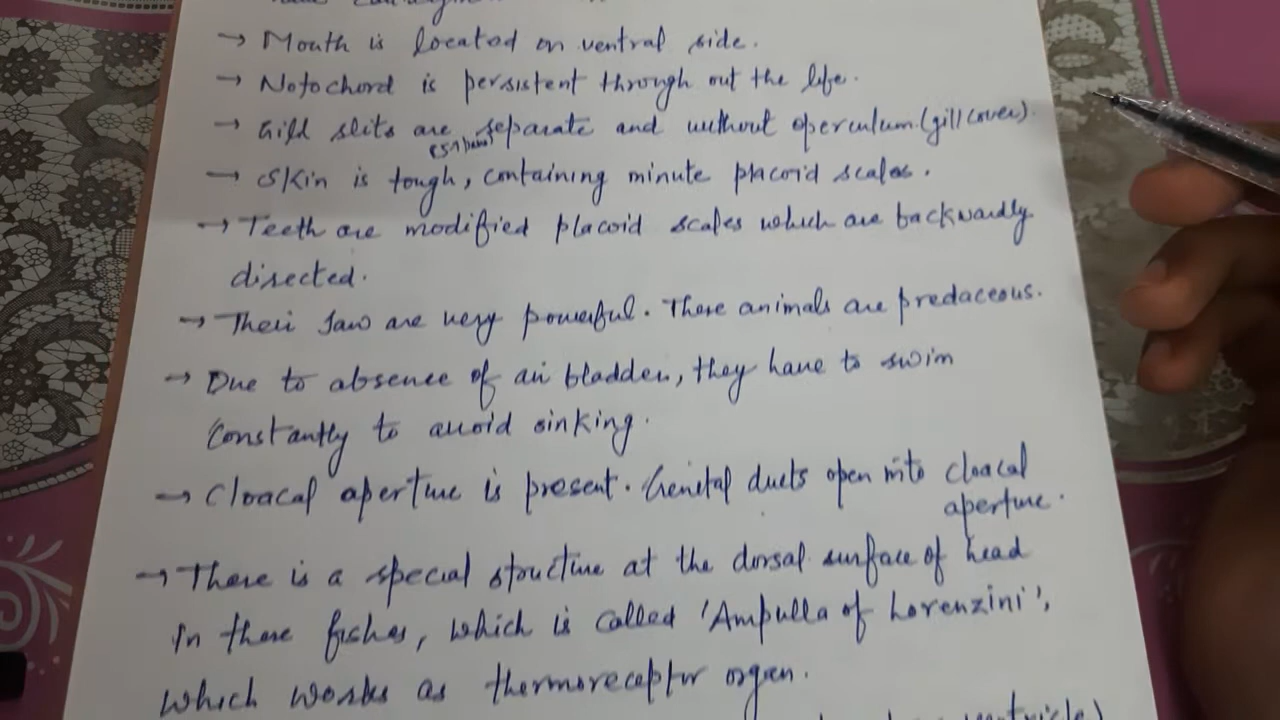 → Mouth is located on ventral side.
→ Notochord is persistent through out the life.
→ Gill slits are separate and without operculum (gill cover).
→ Skin is tough, containing minute placoid scales.
→ Teeth are modified placoid scales which are backwardly
directed.
→ Their Jaw are very powerful. These animals are predaceous.
→ Due to absence of air bladder, they have to swim
Constantly to avoid sinking.
→ Cloacal aperture is present. Genital ducts open into cloacal
aperture.
→ There is a special structure at the dorsal surface of head
In these fishes, which is called 'Ampulla of Lorenzini',
which works as thermoreceptor organ.
ventricle)